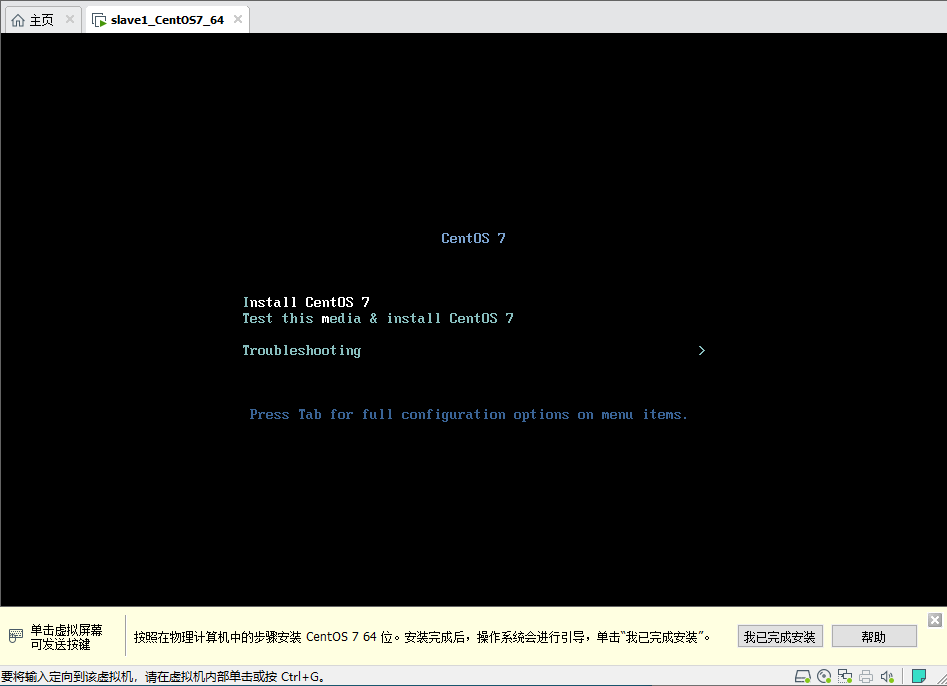 主页
slave1_CentOS7_64
CentOS 7
Install CentOS 7
Test this media & install CentOS 7
Troubleshooting >
Press Tab for full configuration options on menu items.
单击虚拟屏幕
可发送按键
按照在物理计算机中的步骤安装 CentOS 7 64 位。安装完成后，操作系统会进行引导，单击“我已完成安装”。
我已完成安装
帮助
要将输入定向到该虚拟机，请在虚拟机内部单击或按 Ctrl+G。